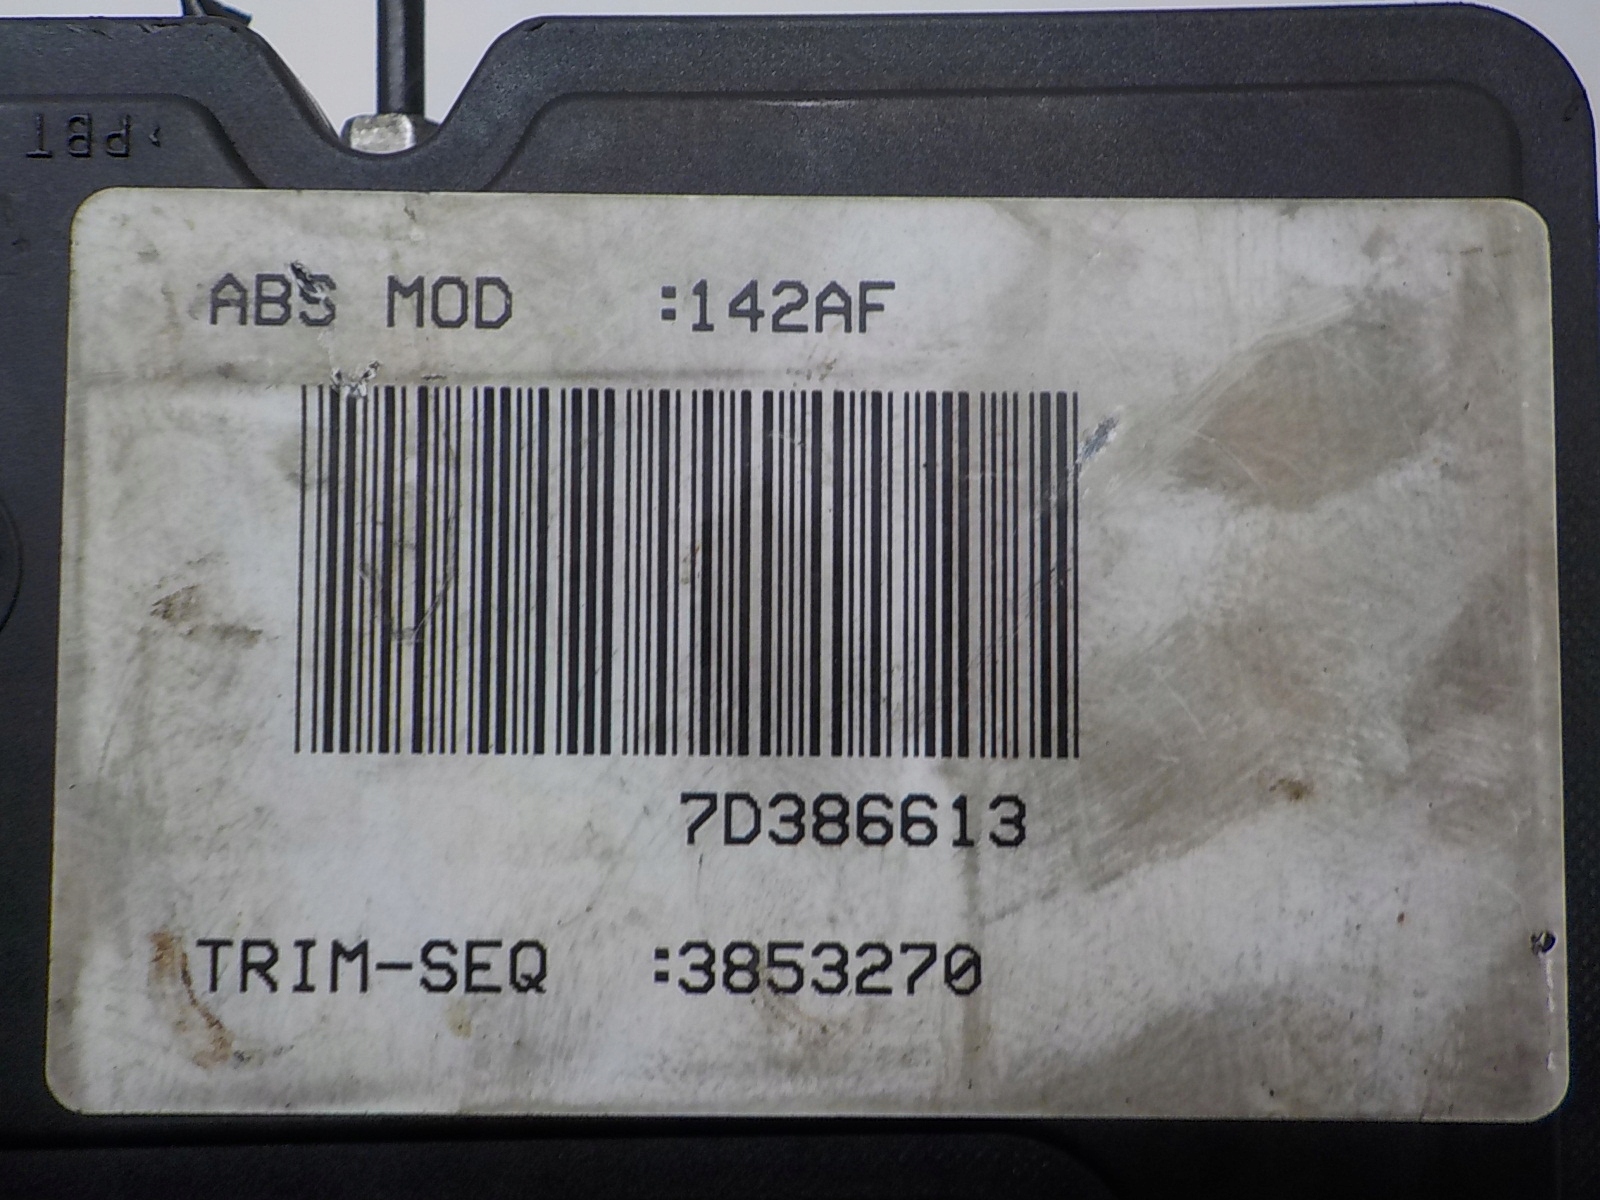 PBT
ABS MOD :142AF
7D386613
TRIM-SEQ :3853270